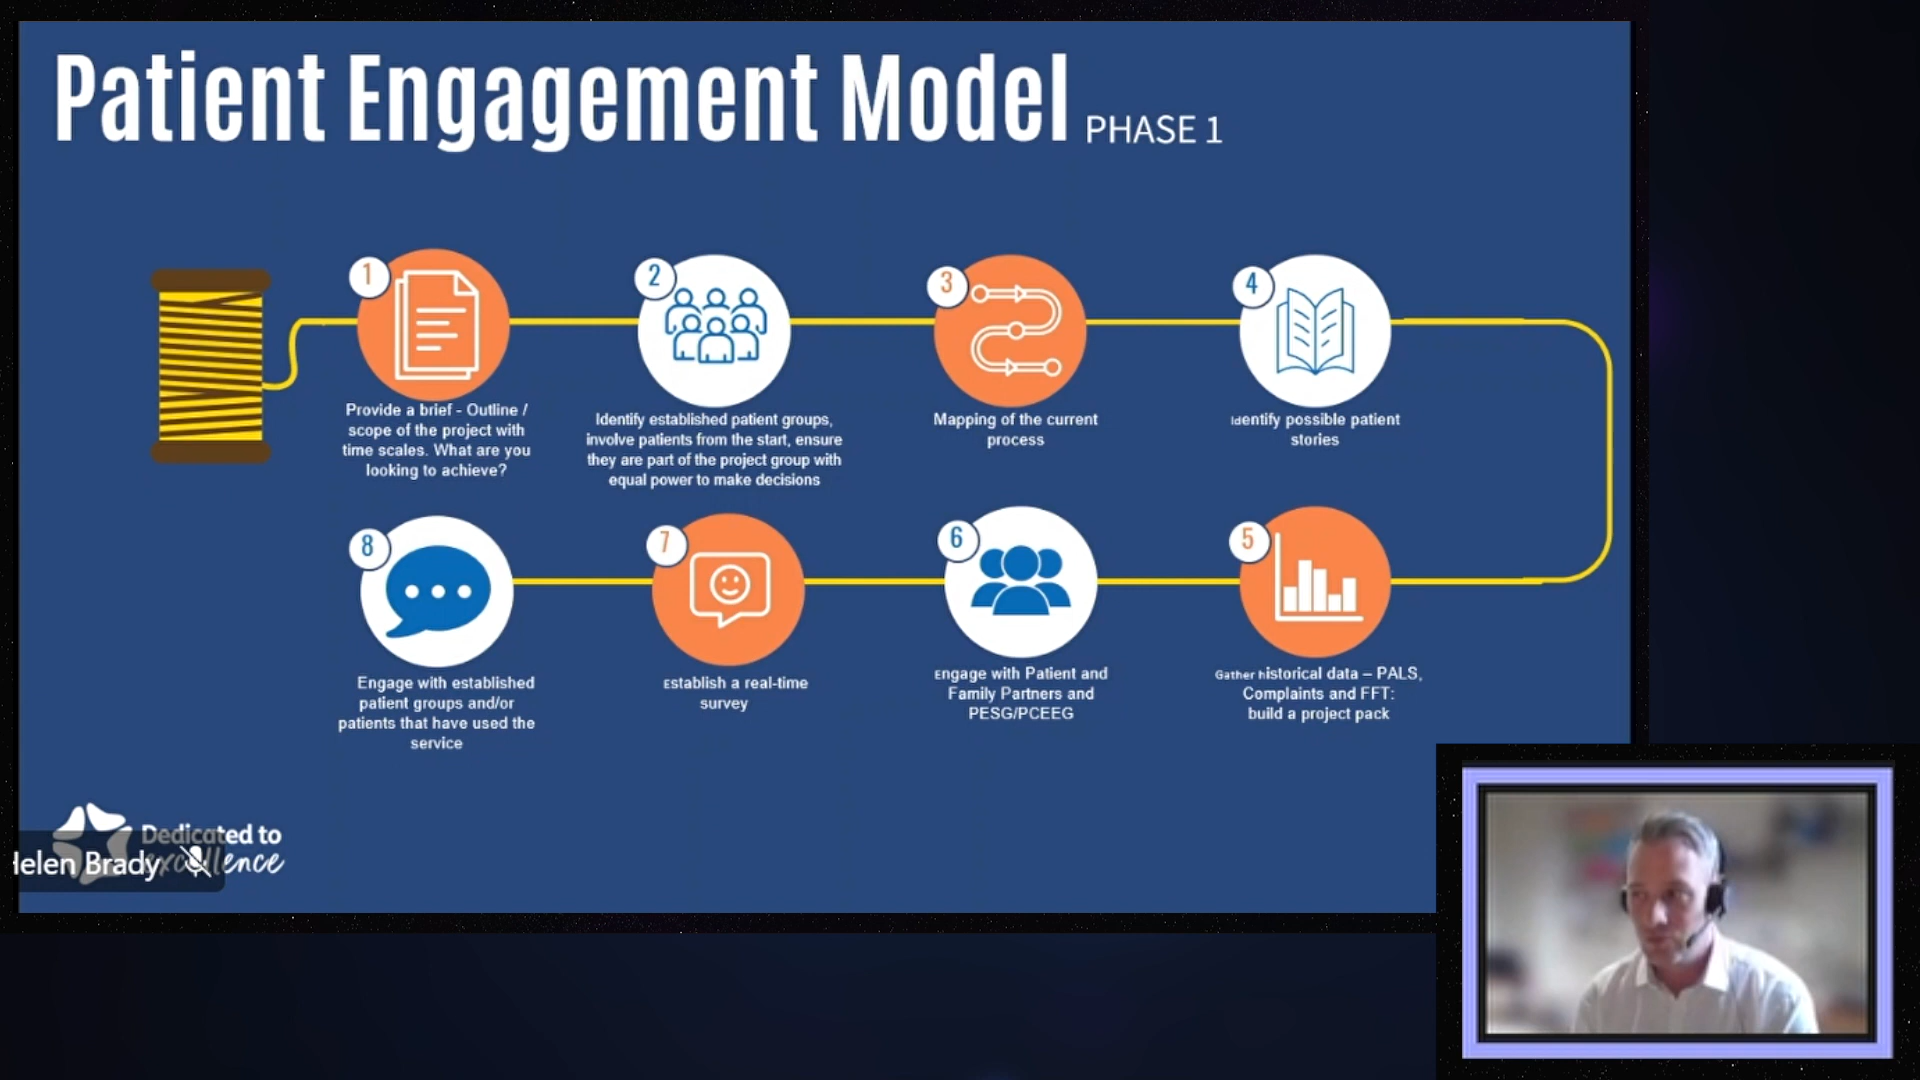 Patient Engagement Model PHASE 1
1
Provide a brief - Outline /
scope of the project with
time scales. What are you
looking to achieve?
2
Identify established patient groups,
involve patients from the start, ensure
they are part of the project group with
equal power to make decisions
3
Mapping of the current
process
4
Identify possible patient
stories
5
Gather historical data – PALS,
Complaints and FFT:
build a project pack
6
Engage with Patient and
Family Partners and
PESG/PCEEG
7
Establish a real-time
survey
8
Engage with established
patient groups and/or
patients that have used the
service
Dedicated to
excellence
Helen Brady